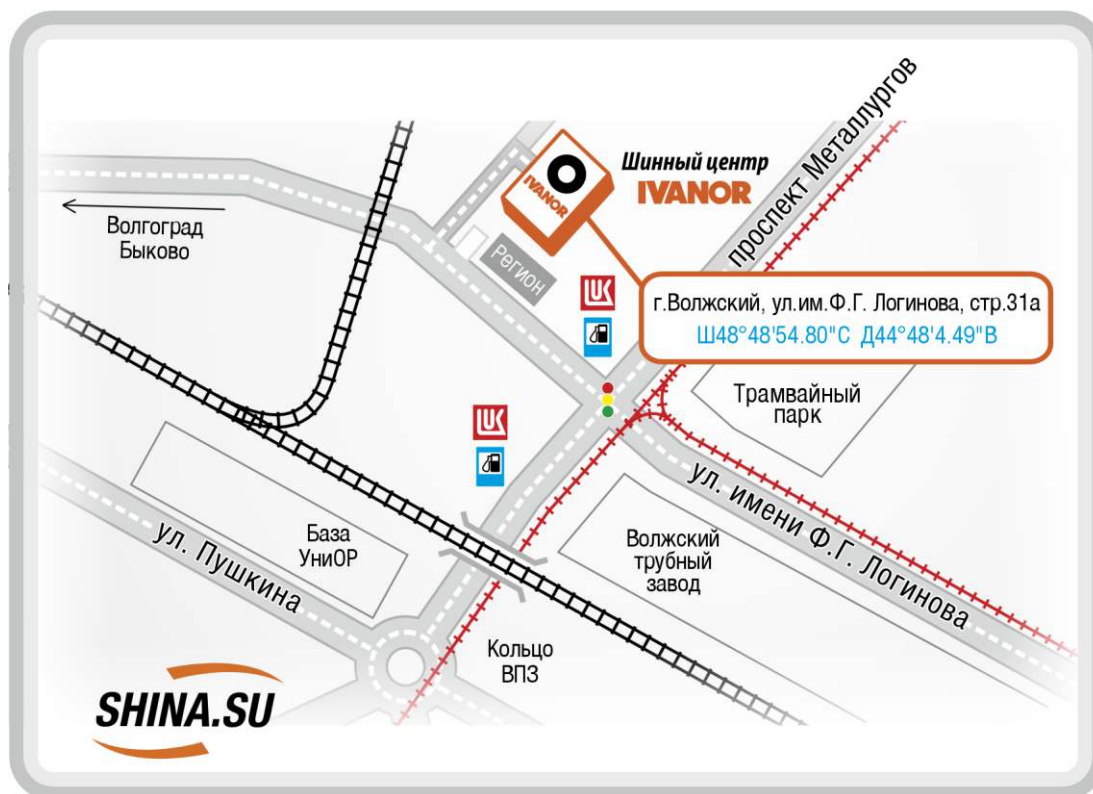 проспект Металлургов
Шинный центр
IVANOR
IVANOR
Волгоград
Быково
Регион
LUK
г.Волжский, ул.им.Ф.Г. Логинова, стр.31а
Ш48°48'54.80"С Д44°48'4.49"В
Трамвайный
парк
LUK
ул. имени Ф.Г. Логинова
База
УниОР
Волжский
трубный
завод
ул. Пушкина
Кольцо
ВПЗ
SHINA.SU